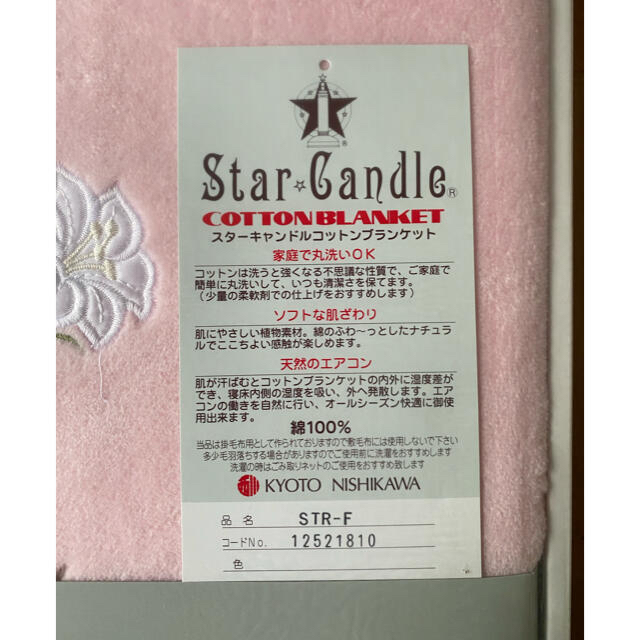 ®
Star☆Candle®
COTTON BLANKET
スターキャンドルコットンブランケット
家庭で丸洗いOK
コットンは洗うと強くなる不思議な性質で、ご家庭で
簡単に丸洗いして、いつも清潔さを保てます。
(少量の柔軟剤での仕上げをおすすめします)
ソフトな肌ざわり
肌にやさしい植物素材。綿のふわ〜っとしたナチュラ
ルでここちよい感触が楽しめます。
天然のエアコン
肌が汗ばむとコットンブランケットの内外に湿度差が
でき、寝床内側の湿度を吸い、外へ発散します。エア
コンの働きを自然に行い、オールシーズン快適に御使
用出来ます。
綿100%
当品は掛毛布用として作られておりますので敷毛布には使用しないで下さい
多少毛羽落ちする場合がありますのでご使用前に洗濯をおすすめします
洗濯の時はごみ取りネットのご使用をおすすめ致します
KYOTO NISHIKAWA
品名 STR-F
コードNo. 12521810
色